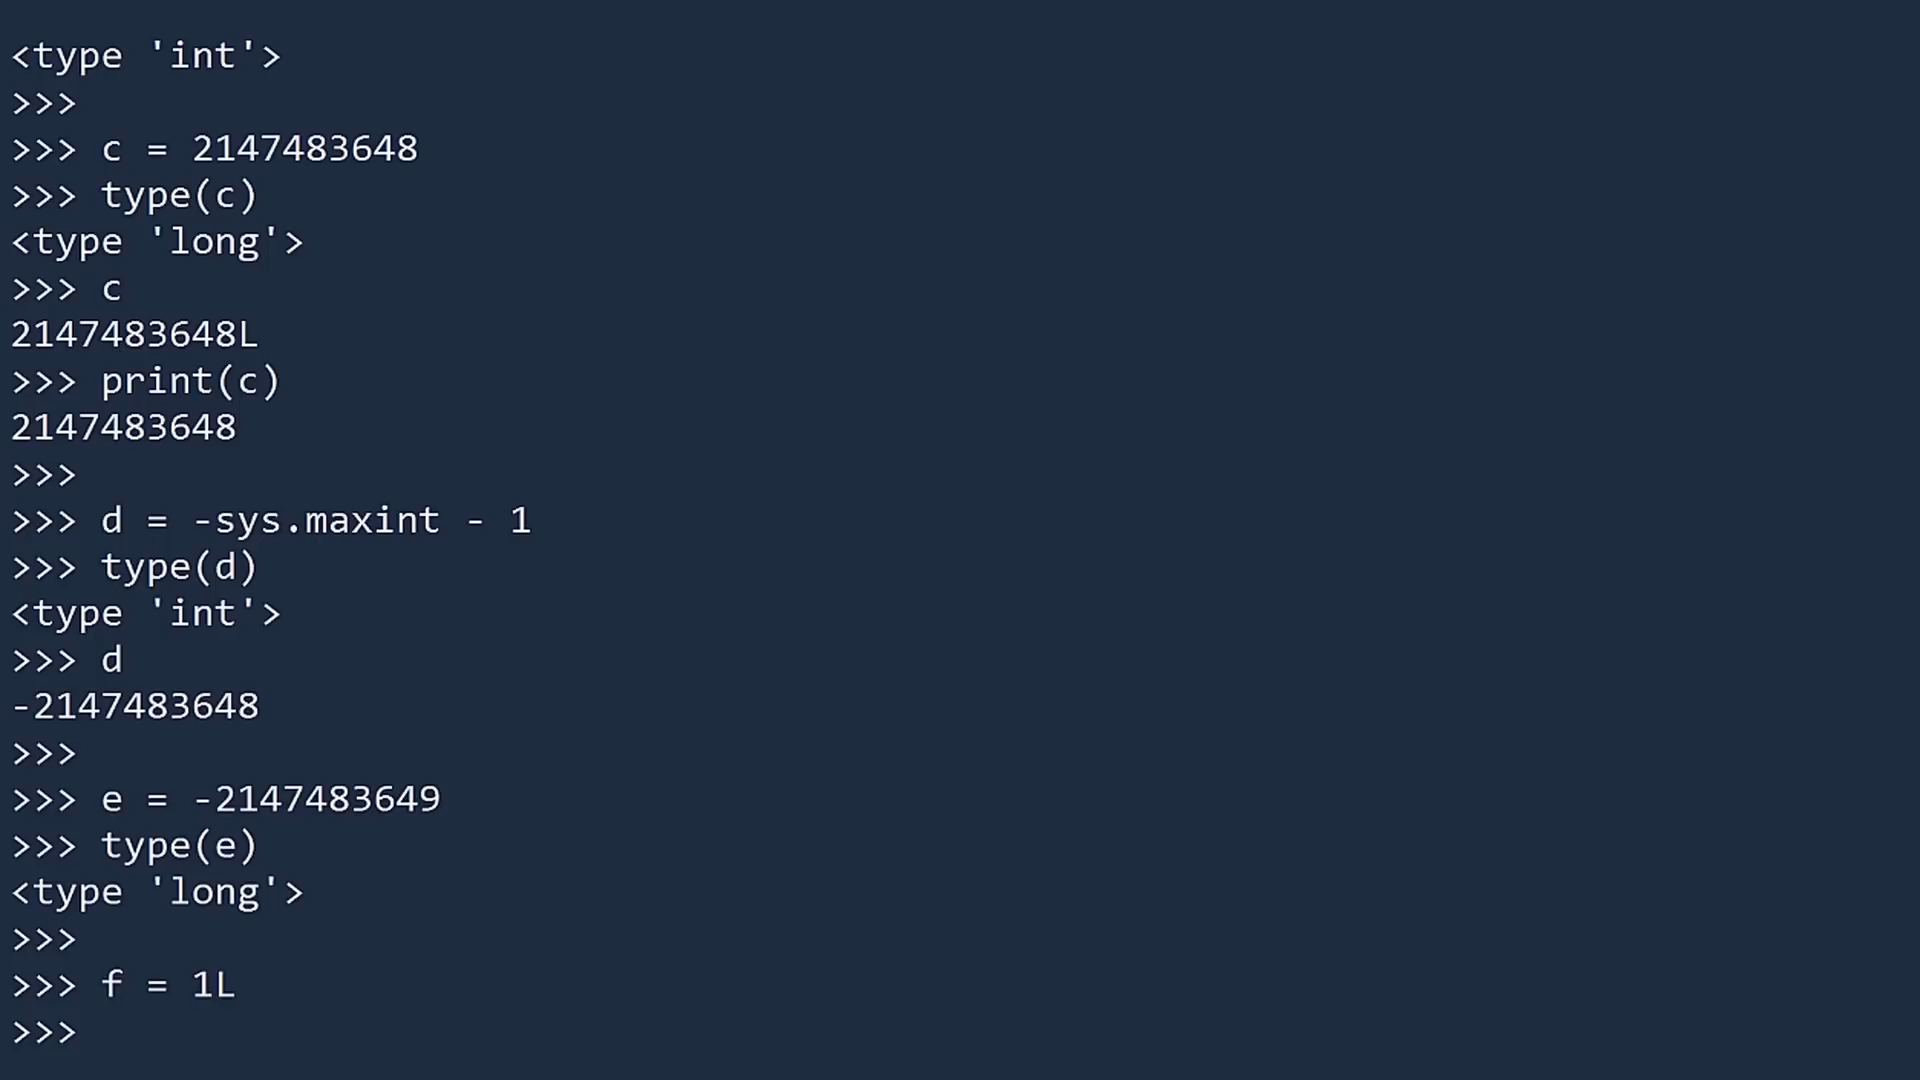 <type 'int'>
>>>
>>> c = 2147483648
>>> type(c)
<type 'long'>
>>> c
2147483648L
>>> print(c)
2147483648
>>>
>>> d = -sys.maxint - 1
>>> type(d)
<type 'int'>
>>> d
-2147483648
>>>
>>> e = -2147483649
>>> type(e)
<type 'long'>
>>>
>>> f = 1L
>>>